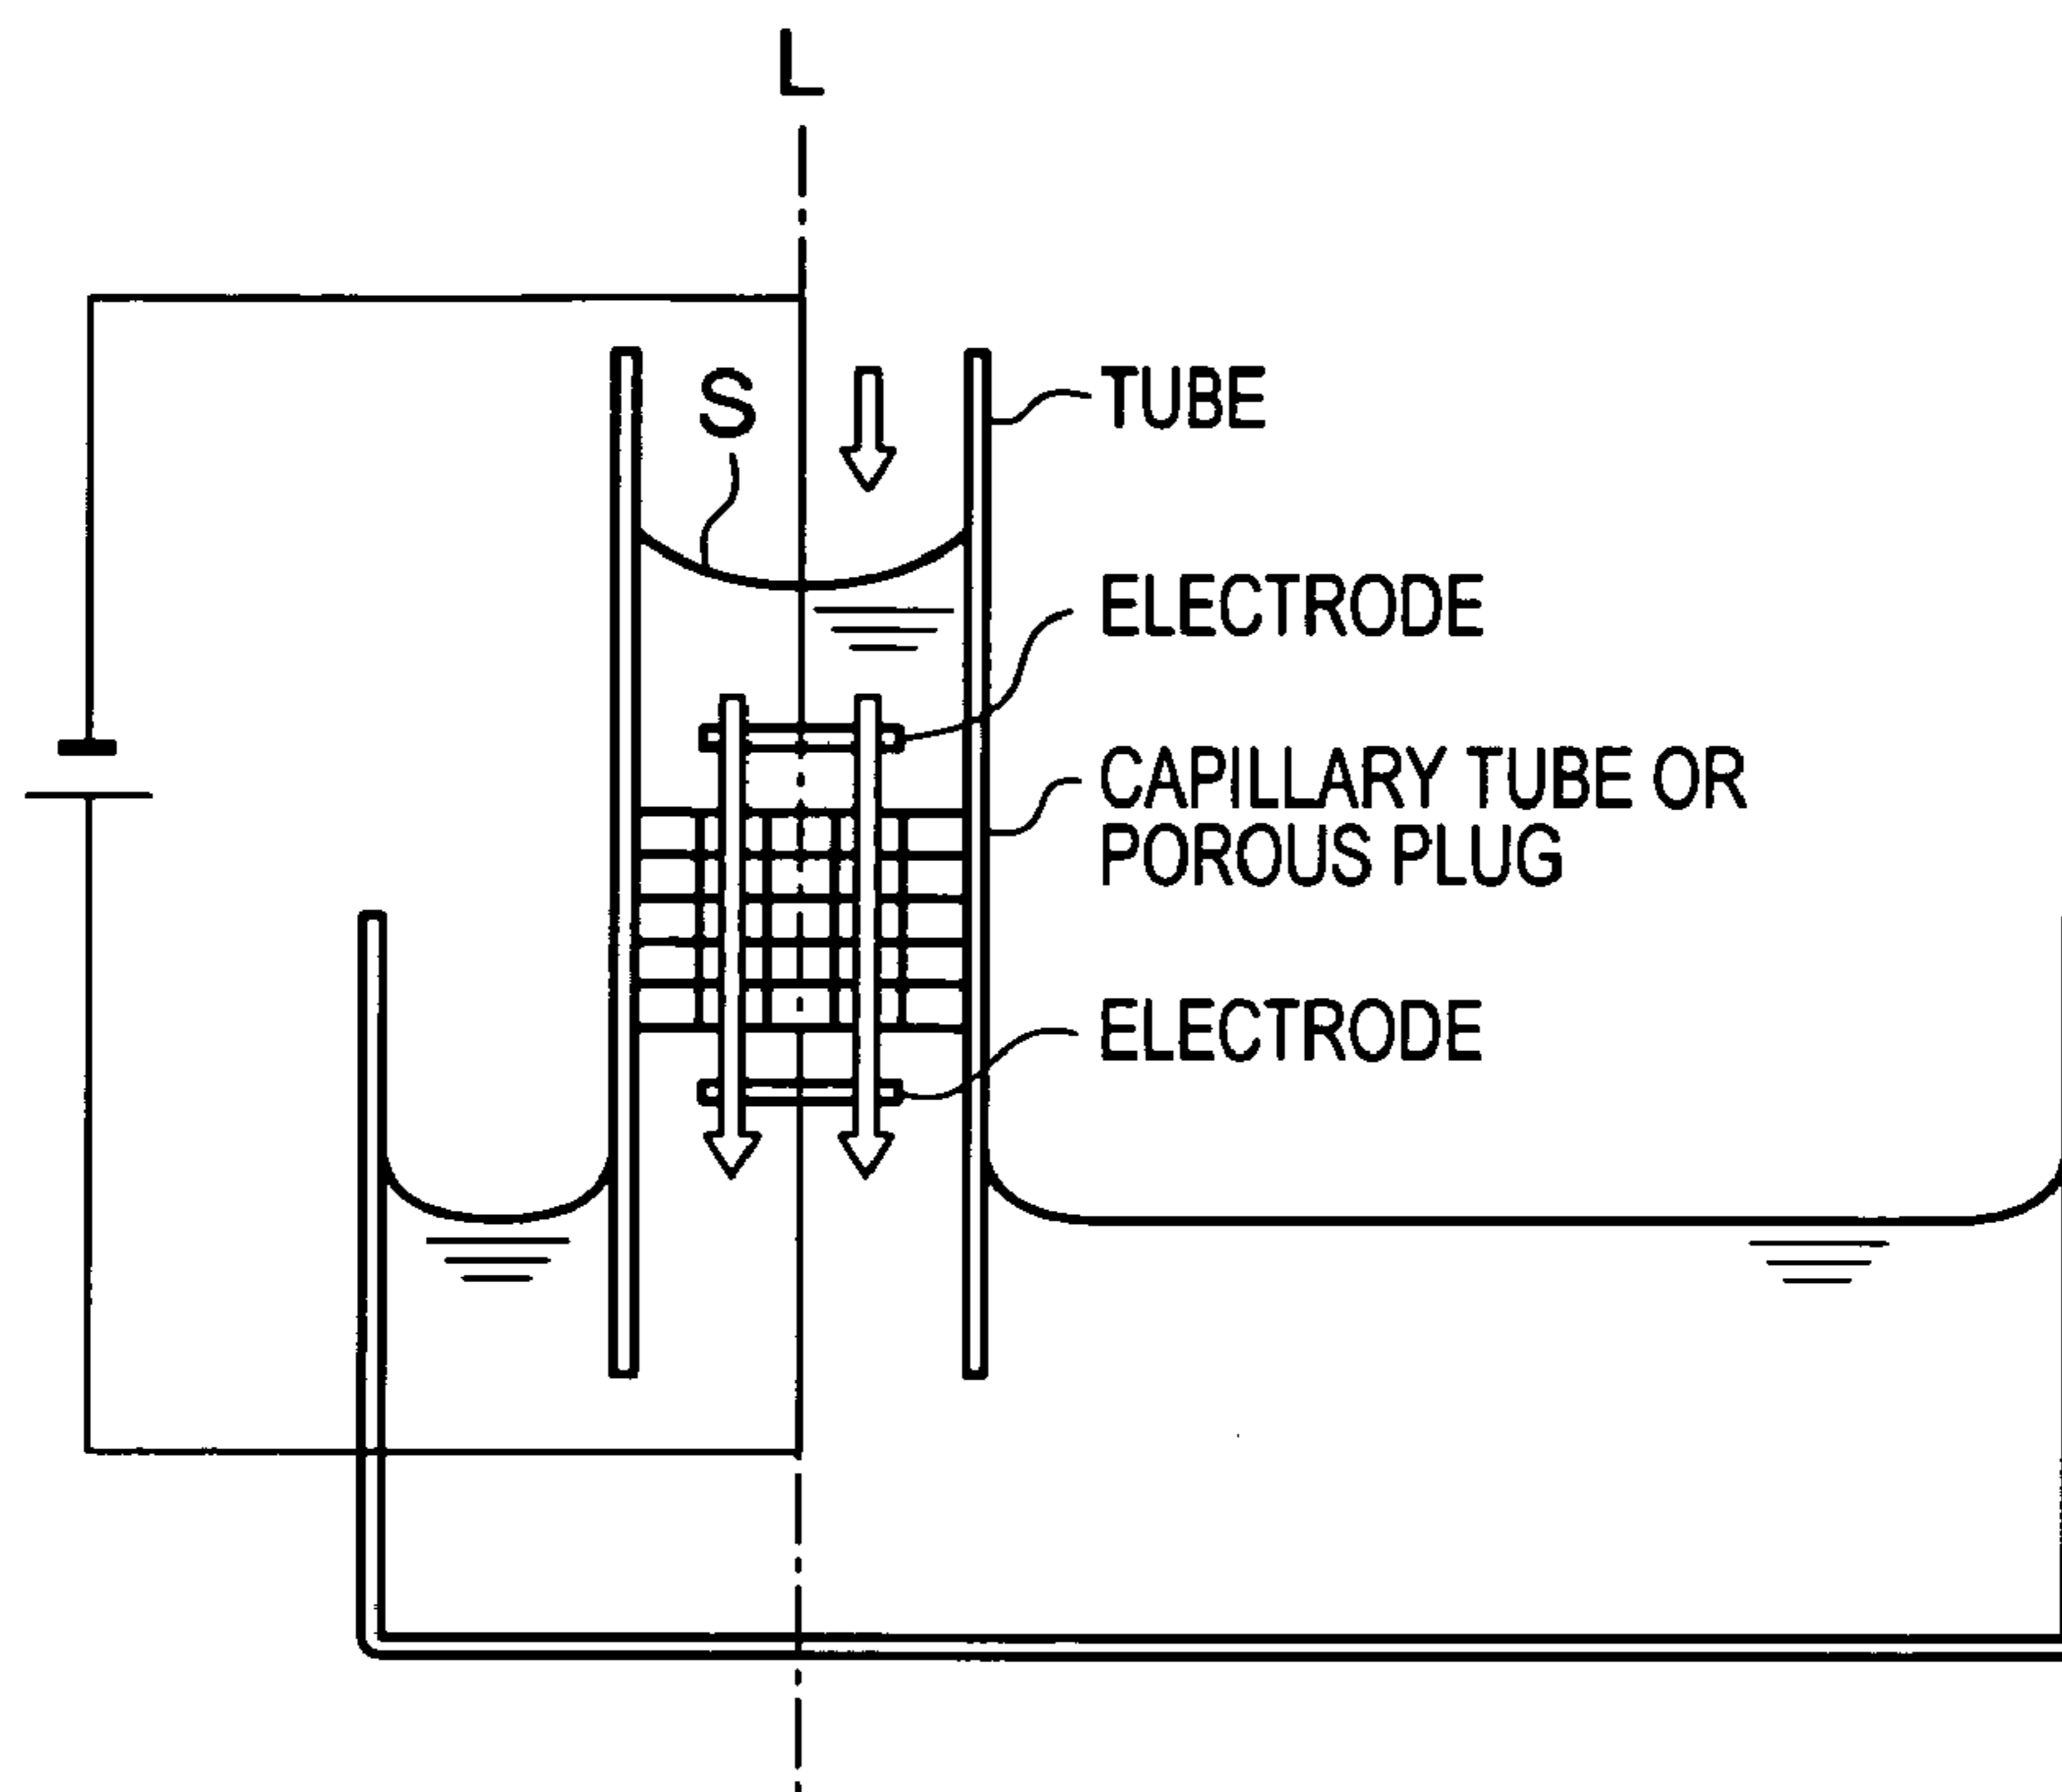 L
S
TUBE
ELECTRODE
CAPILLARY TUBE OR
POROUS PLUG
ELECTRODE